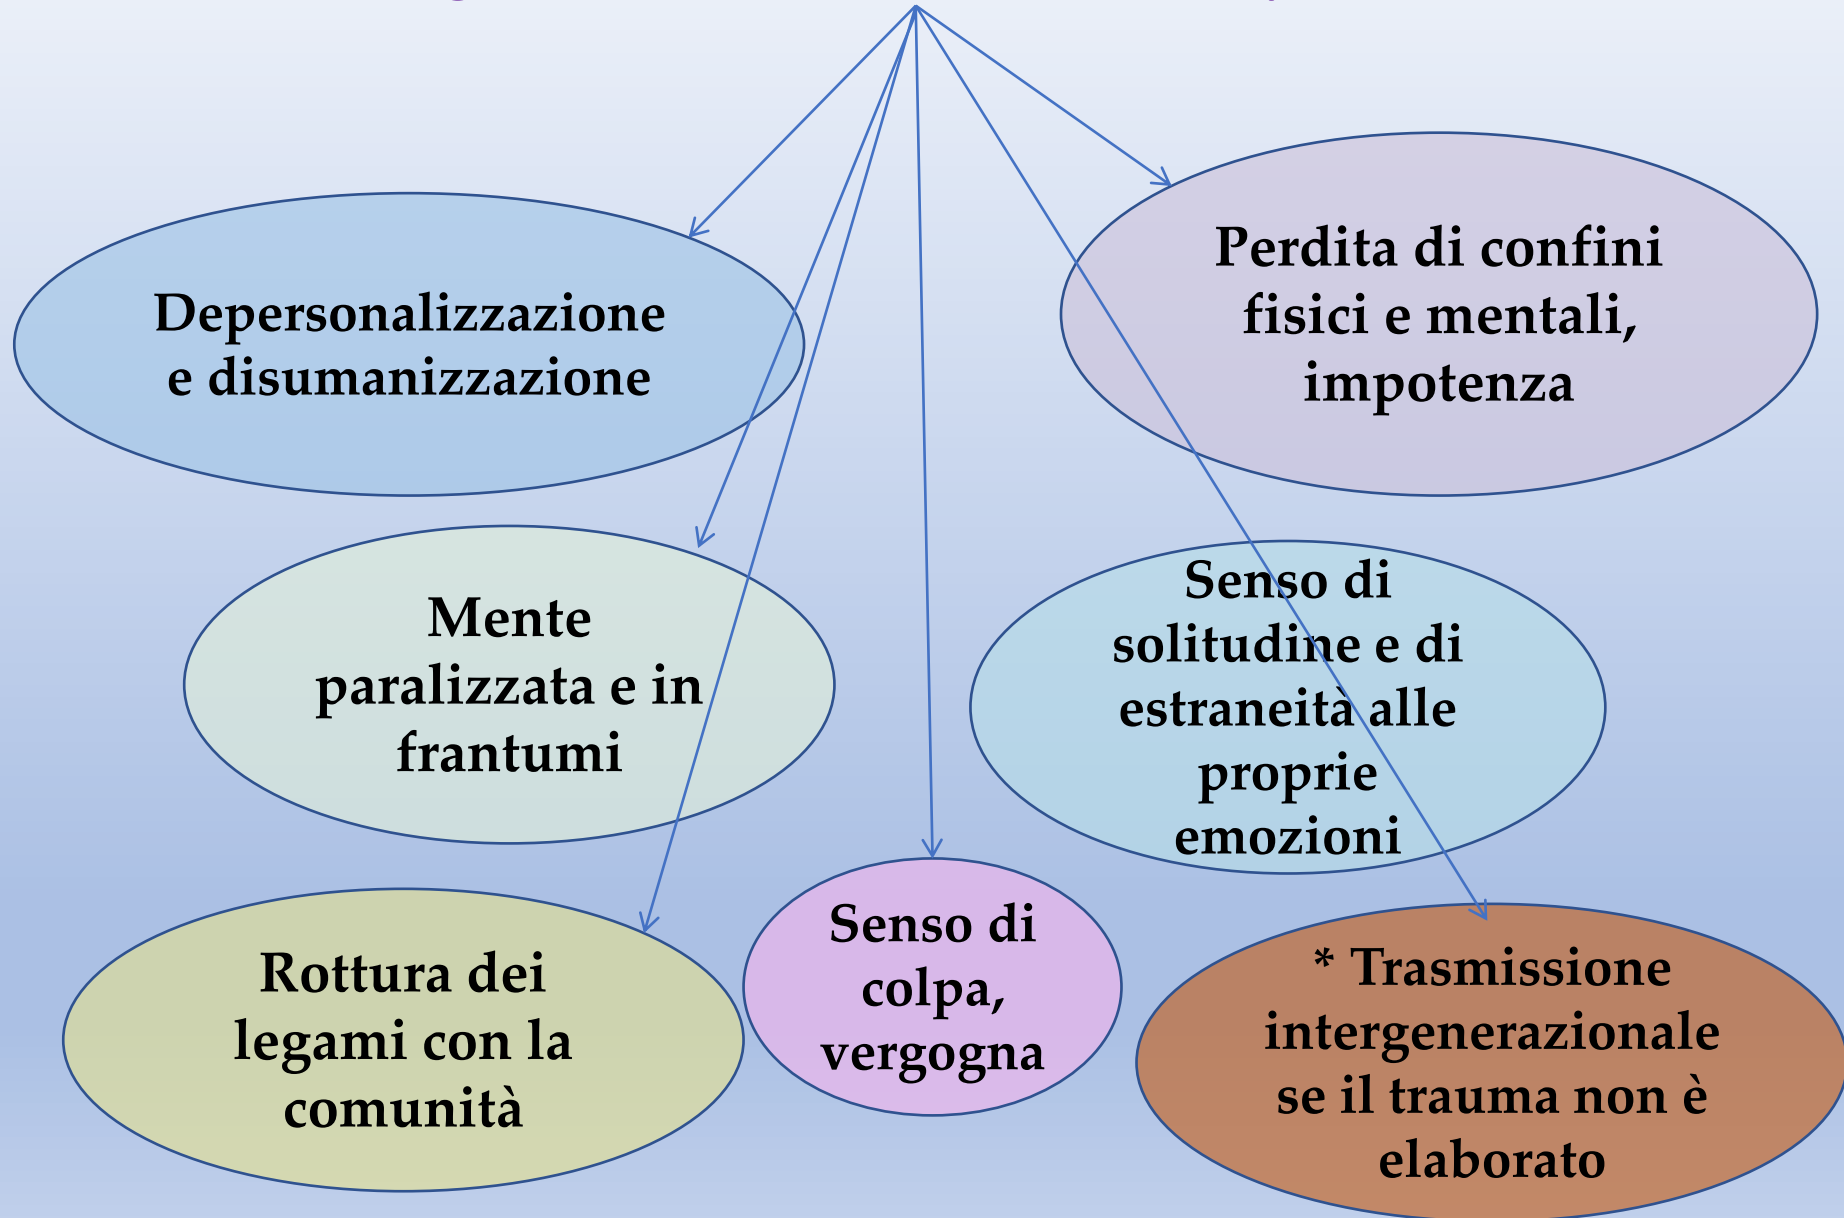 Depersonalizzazione
e disumanizzazione
Perdita di confini
fisici e mentali,
impotenza
Mente
paralizzata e in
frantumi
Senso di
solitudine e di
estraneità alle
proprie
emozioni
Rottura dei
legami con la
comunità
Senso di
colpa,
vergogna
* Trasmissione
intergenerazionale
se il trauma non è
elaborato